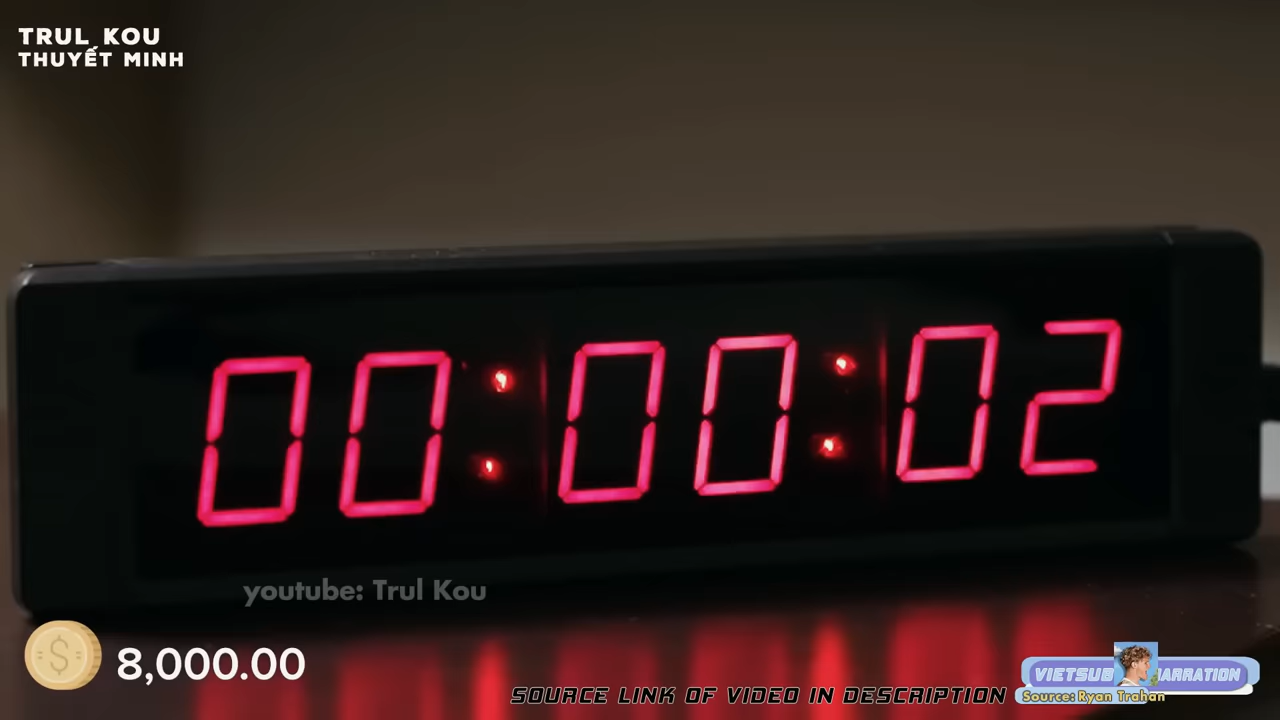 TRUL KOU
THUYẾT MINH
00:00:02
youtube: Trul Kou
8,000.00
SOURCE LINK OF VIDEO IN DESCRIPTION
VIETSUB
Source: Ryan Trahan